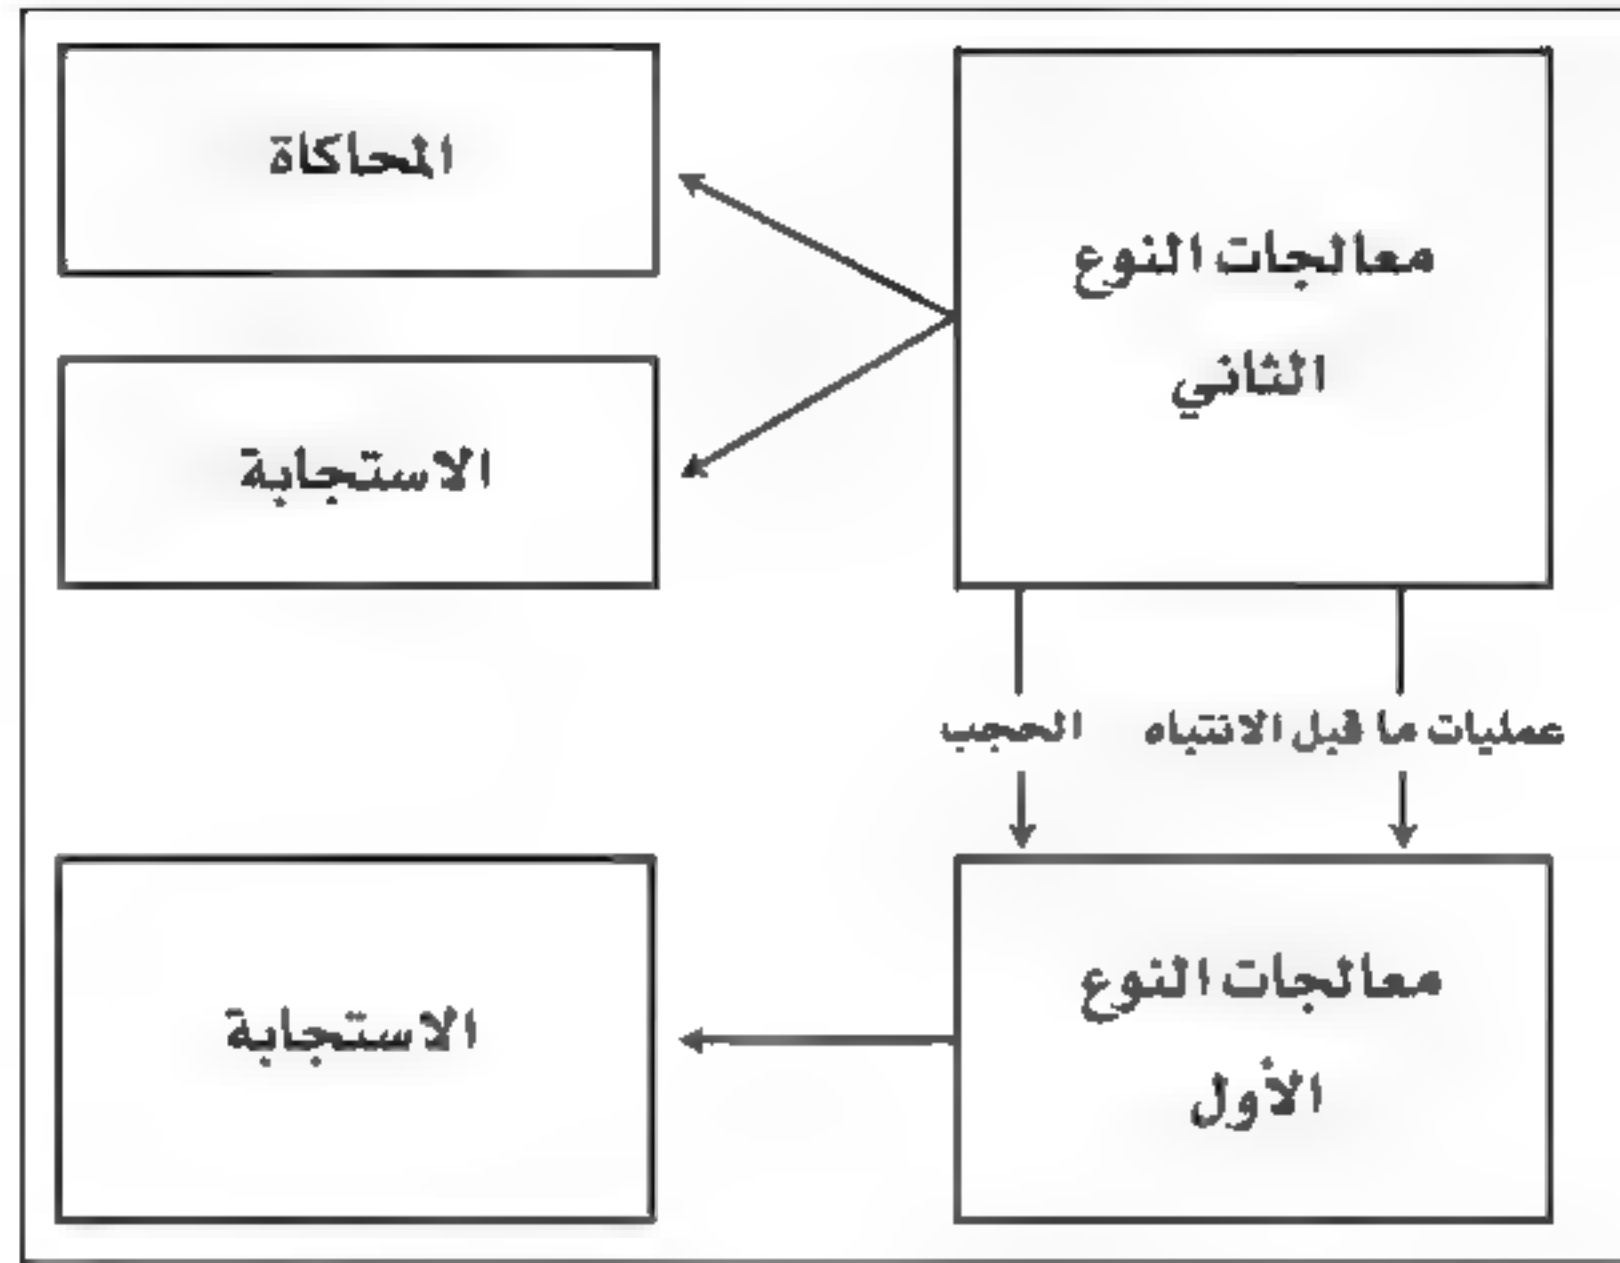 معالجات النوع
الثاني
المحاكاة
الاستجابة
عمليات ما قبل الانتباه
الحجب
معالجات النوع
الأول
الاستجابة